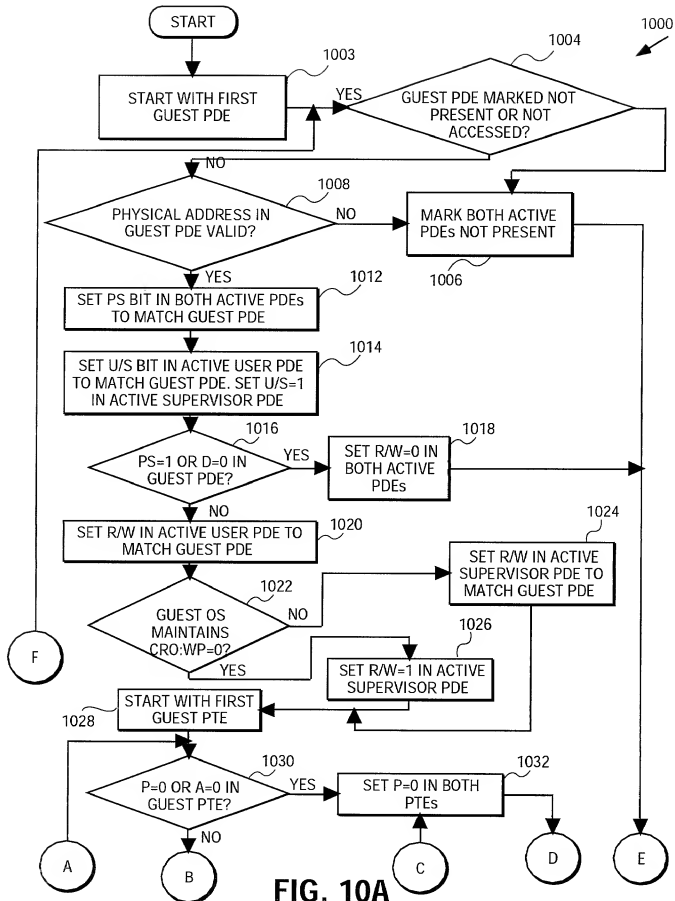 START
1000
1003
START WITH FIRST
GUEST PDE
YES
1004
GUEST PDE MARKED NOT
PRESENT OR NOT
ACCESSED?
NO
1008
PHYSICAL ADDRESS IN
GUEST PDE VALID?
NO
MARK BOTH ACTIVE
PDEs NOT PRESENT
1006
YES
1012
SET PS BIT IN BOTH ACTIVE PDEs
TO MATCH GUEST PDE
1014
SET U/S BIT IN ACTIVE USER PDE
TO MATCH GUEST PDE. SET U/S=1
IN ACTIVE SUPERVISOR PDE
1016
PS=1 OR D=0 IN
GUEST PDE?
YES
1018
SET R/W=0 IN
BOTH ACTIVE
PDEs
NO
1020
SET R/W IN ACTIVE USER PDE TO
MATCH GUEST PDE
1024
SET R/W IN ACTIVE
SUPERVISOR PDE TO
MATCH GUEST PDE
1022
GUEST OS
MAINTAINS
CRO:WP=0?
NO
YES
1026
SET R/W=1 IN ACTIVE
SUPERVISOR PDE
F
1028
START WITH FIRST
GUEST PTE
1030
P=0 OR A=0 IN
GUEST PTE?
YES
1032
SET P=0 IN BOTH
PTEs
NO
A
B
C
D
E
FIG. 10A